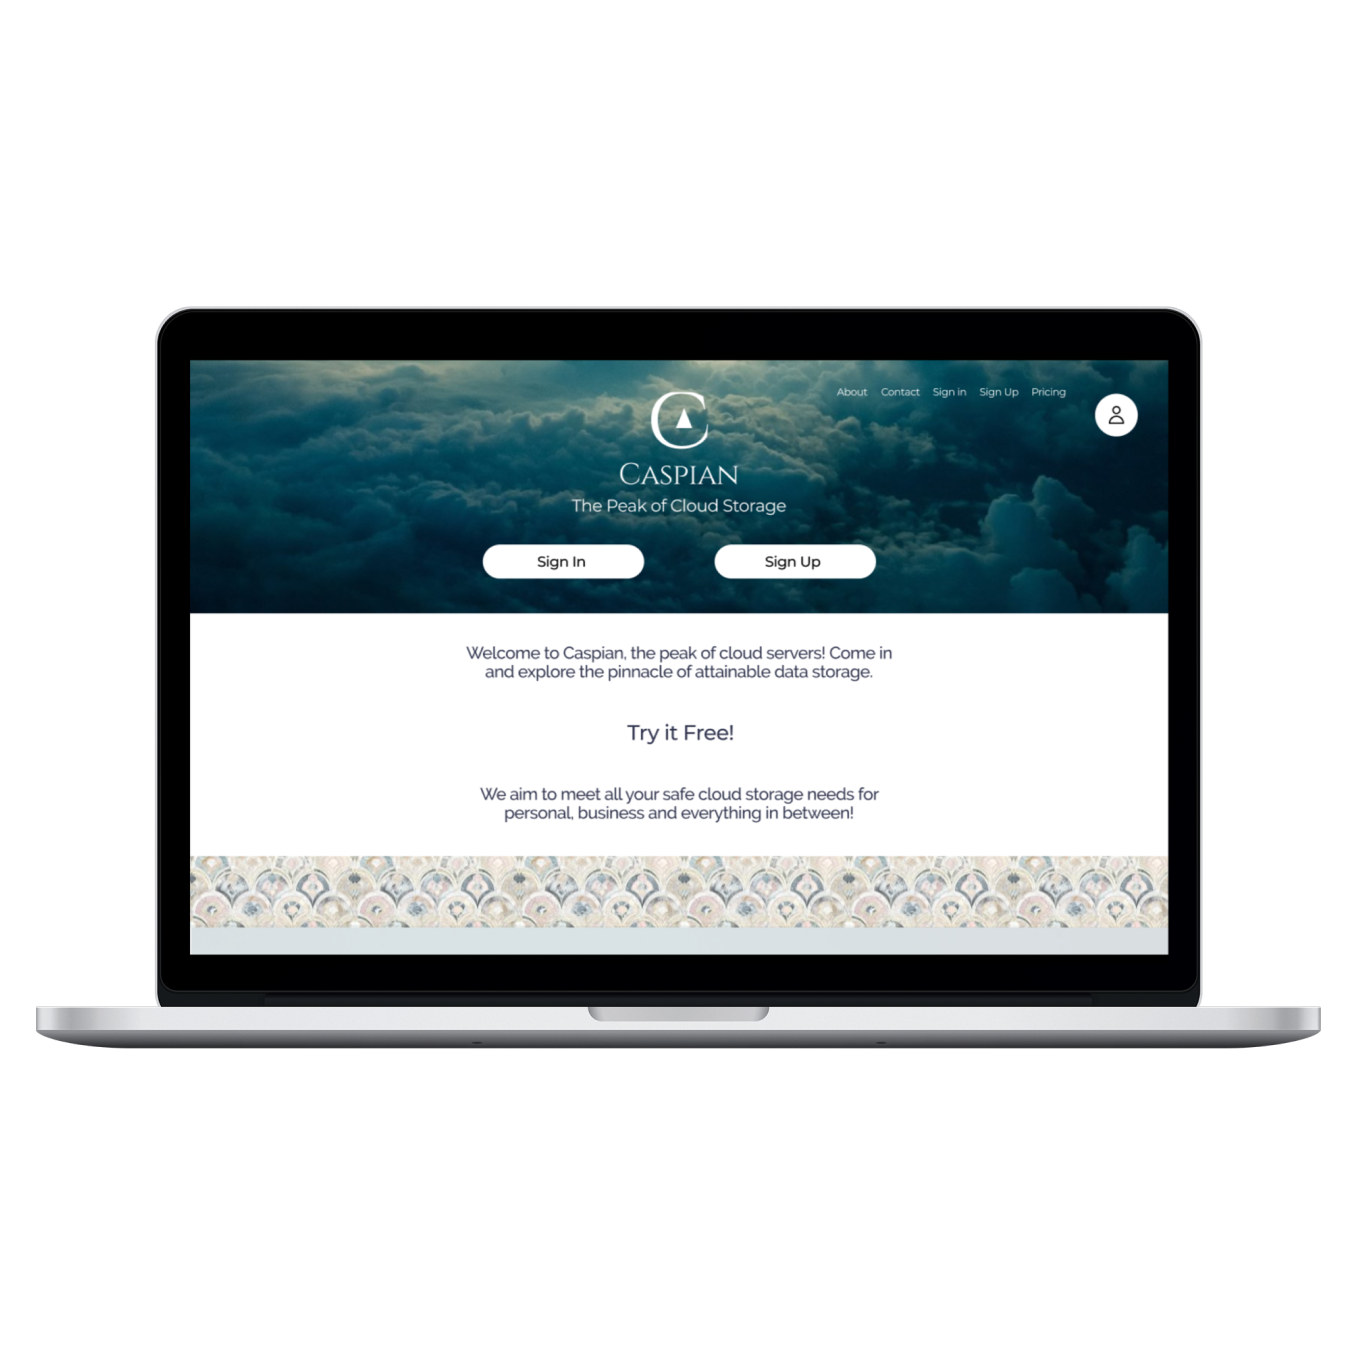 About Contact Sign in Sign Up Pricing
C
CASPIAN
The Peak of Cloud Storage
Sign In
Sign Up
Welcome to Caspian, the peak of cloud servers! Come in
and explore the pinnacle of attainable data storage.
Try it Free!
We aim to meet all your safe cloud storage needs for
personal, business and everything in between!